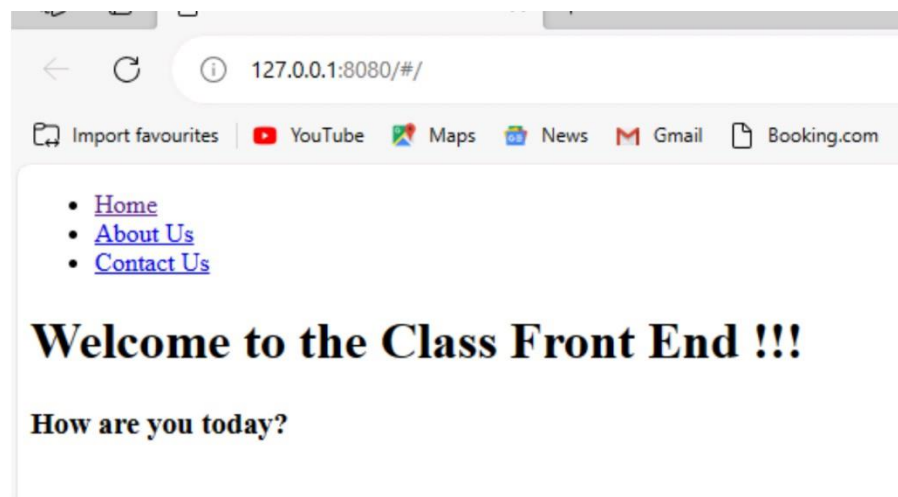 127.0.0.1:8080/#/
Import favourites YouTube Maps News Gmail Booking.com
Home
About Us
Contact Us
Welcome to the Class Front End !!!
How are you today?